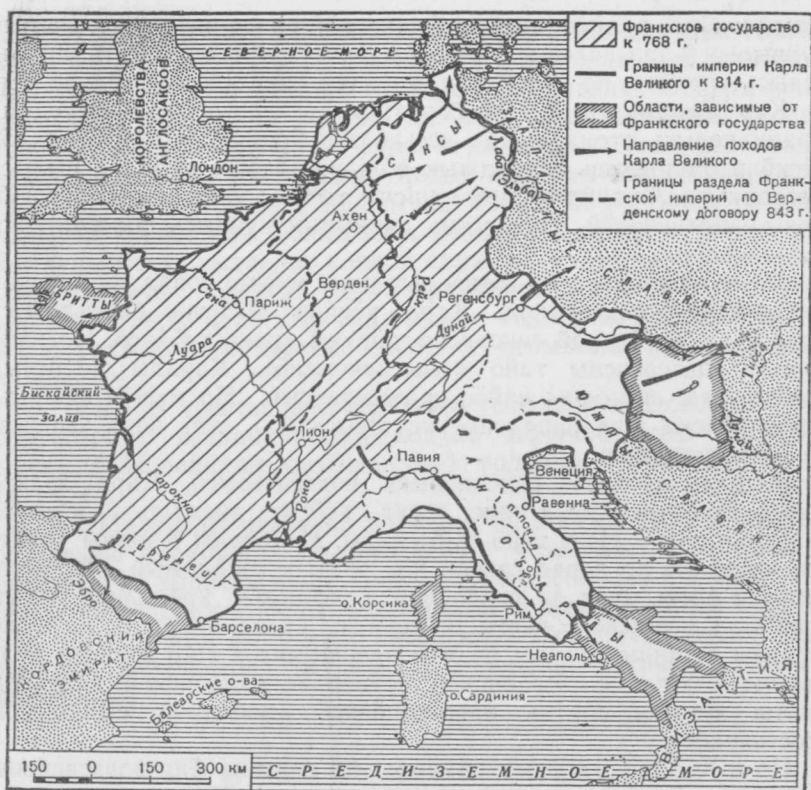 Франкское государство
к 768 г.
Границы империи Карла
Великого к 814 г.
Области, зависимые от
Франкского государства
Направление походов
Карла Великого
Границы раздела Франк-
ской империи по Вер-
денскому договору 843 г.
СЕВЕРНОЕ МОРЕ
КОРОЛЕВСТВА
АНГЛОСАКСОВ
Лондон
САКСЫ
Лаба
(Эльба)
ЗАПАДНЫЕ СЛАВЯНЕ
Ахен
БРИТТЫ
Сена
Париж
Верден
Рейн
Регенсбург
Дунай
Луара
Тисса
Дунай
Бискайский
залив
Лион
ЮЖНЫЕ СЛАВЯНЕ
Гаронна
Рона
Павия
Венеция
Равенна
ПАПСКАЯ
ОБЛ.
ЛАНГОБАРДЫ
Пиренеи
Эбро
Корсика
Рим
Барселона
Неаполь
КОРДОВСКИЙ
ЭМИРАТ
Балеарские о-ва
Сардиния
ВИЗАНТИЯ
150 0 150 300 КМ
СРЕДИЗЕМНОЕ МОРЕ